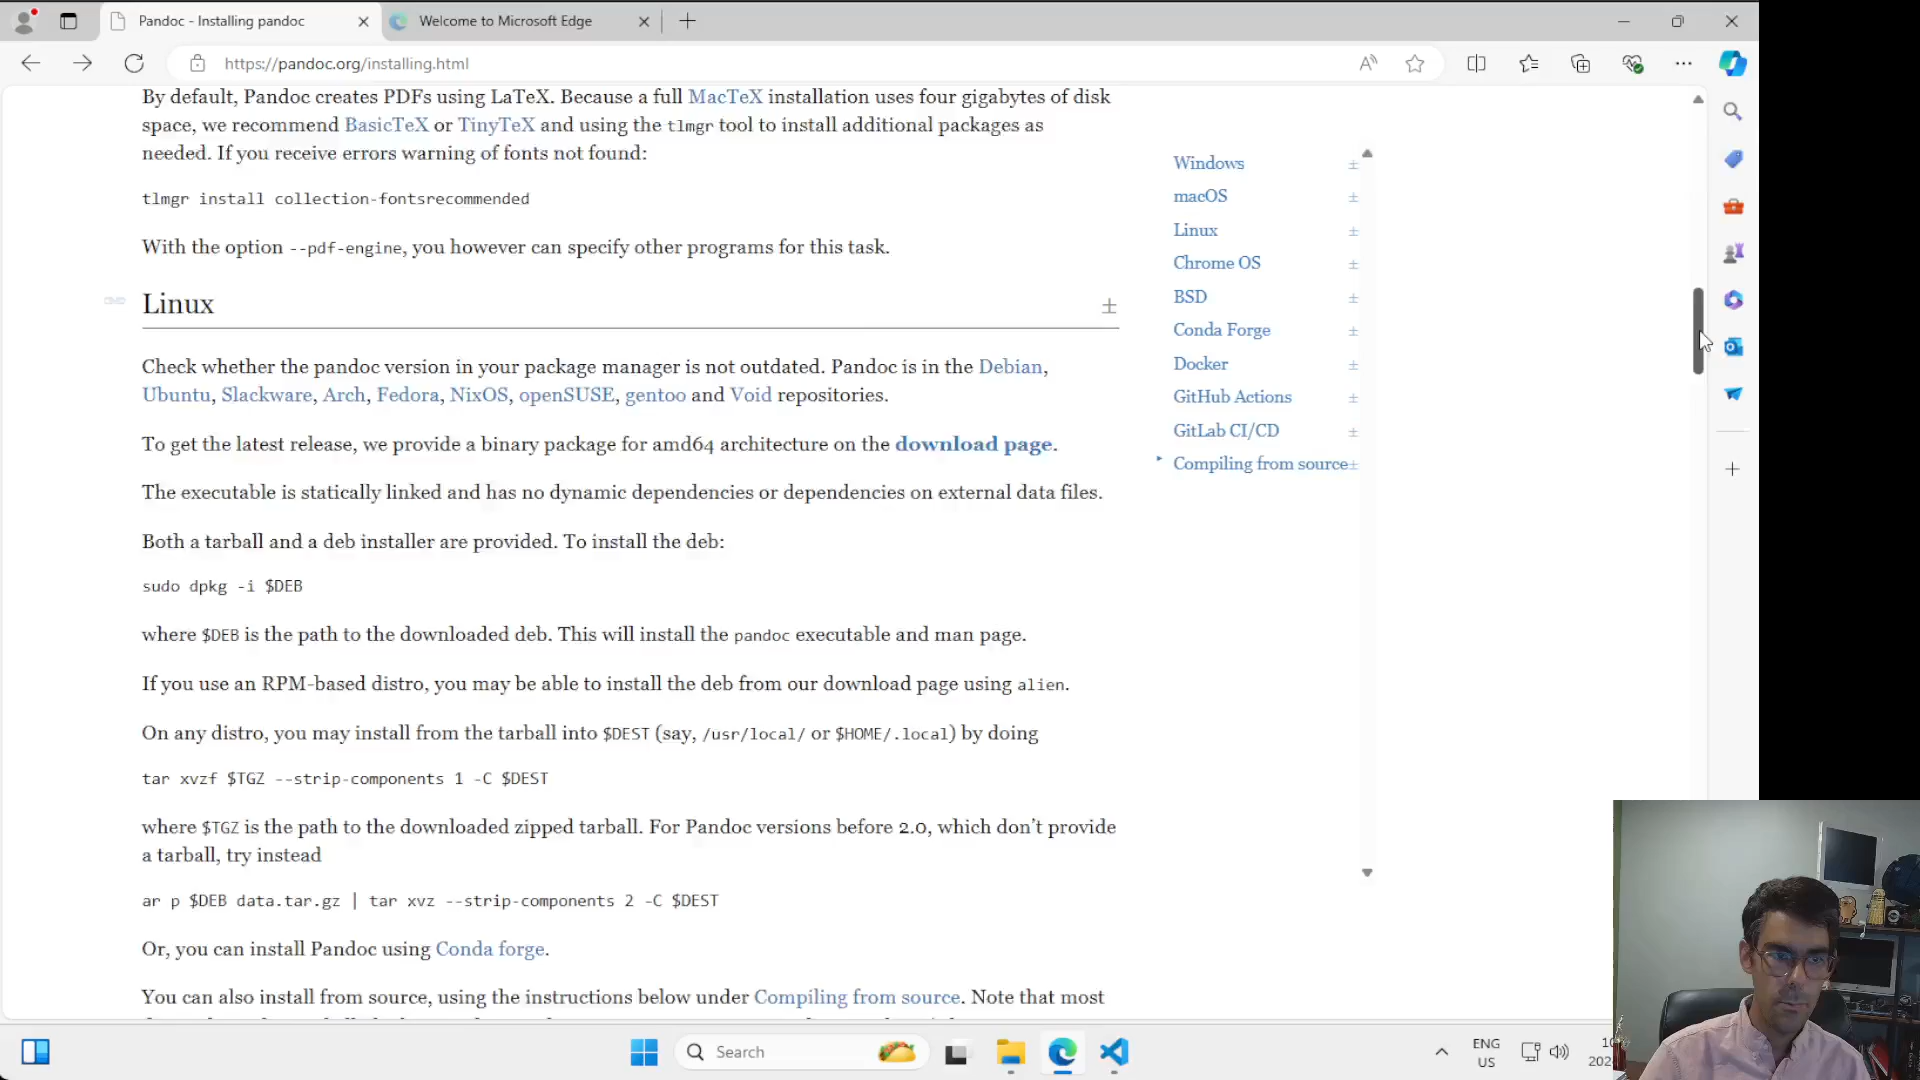 Pandoc - Installing pandoc
Welcome to Microsoft Edge
https://pandoc.org/installing.html
By default, Pandoc creates PDFs using LaTeX. Because a full MacTeX installation uses four gigabytes of disk
space, we recommend BasicTeX or TinyTeX and using the tlmgr tool to install additional packages as
needed. If you receive errors warning of fonts not found:
tlmgr install collection-fontsrecommended
With the option --pdf-engine, you however can specify other programs for this task.
Linux
±
Check whether the pandoc version in your package manager is not outdated. Pandoc is in the Debian,
Ubuntu, Slackware, Arch, Fedora, NixOS, openSUSE, gentoo and Void repositories.
To get the latest release, we provide a binary package for amd64 architecture on the download page.
The executable is statically linked and has no dynamic dependencies or dependencies on external data files.
Both a tarball and a deb installer are provided. To install the deb:
sudo dpkg -i $DEB
where $DEB is the path to the downloaded deb. This will install the pandoc executable and man page.
If you use an RPM-based distro, you may be able to install the deb from our download page using alien.
On any distro, you may install from the tarball into $DEST (say, /usr/local/ or $HOME/.local) by doing
tar xvzf $TGZ --strip-components 1 -C $DEST
where $TGZ is the path to the downloaded zipped tarball. For Pandoc versions before 2.0, which don't provide
a tarball, try instead
ar p $DEB data.tar.gz | tar xvz --strip-components 2 -C $DEST
Or, you can install Pandoc using Conda forge.
You can also install from source, using the instructions below under Compiling from source. Note that most
Windows ±
macOS ±
Linux ±
Chrome OS ±
BSD ±
Conda Forge ±
Docker ±
GitHub Actions ±
GitLab CI/CD ±
Compiling from source±
Search
ENG
US